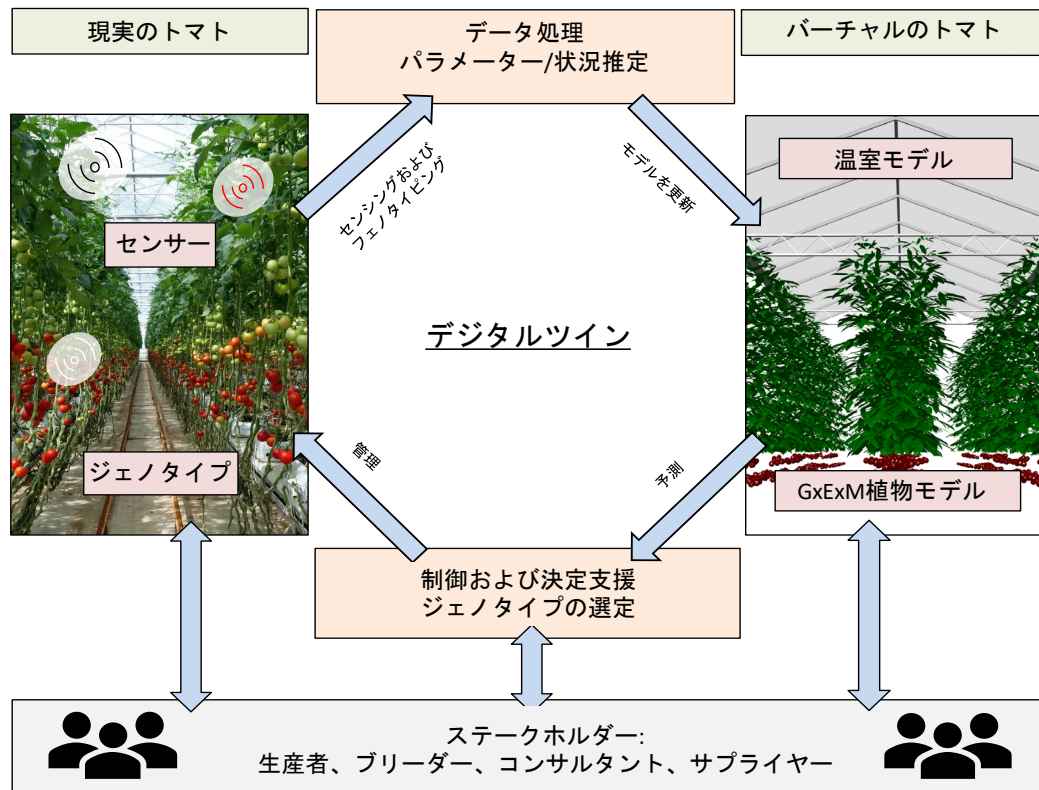 現実のトマト
データ処理
パラメーター/状況推定
バーチャルのトマト
センシングおよび
フェノタイピング
モデルを更新
センサー
温室モデル
デジタルツイン
管理
予測
ジェノタイプ
GxExM植物モデル
制御および決定支援
ジェノタイプの選定
ステークホルダー:
生産者、ブリーダー、コンサルタント、サプライヤー